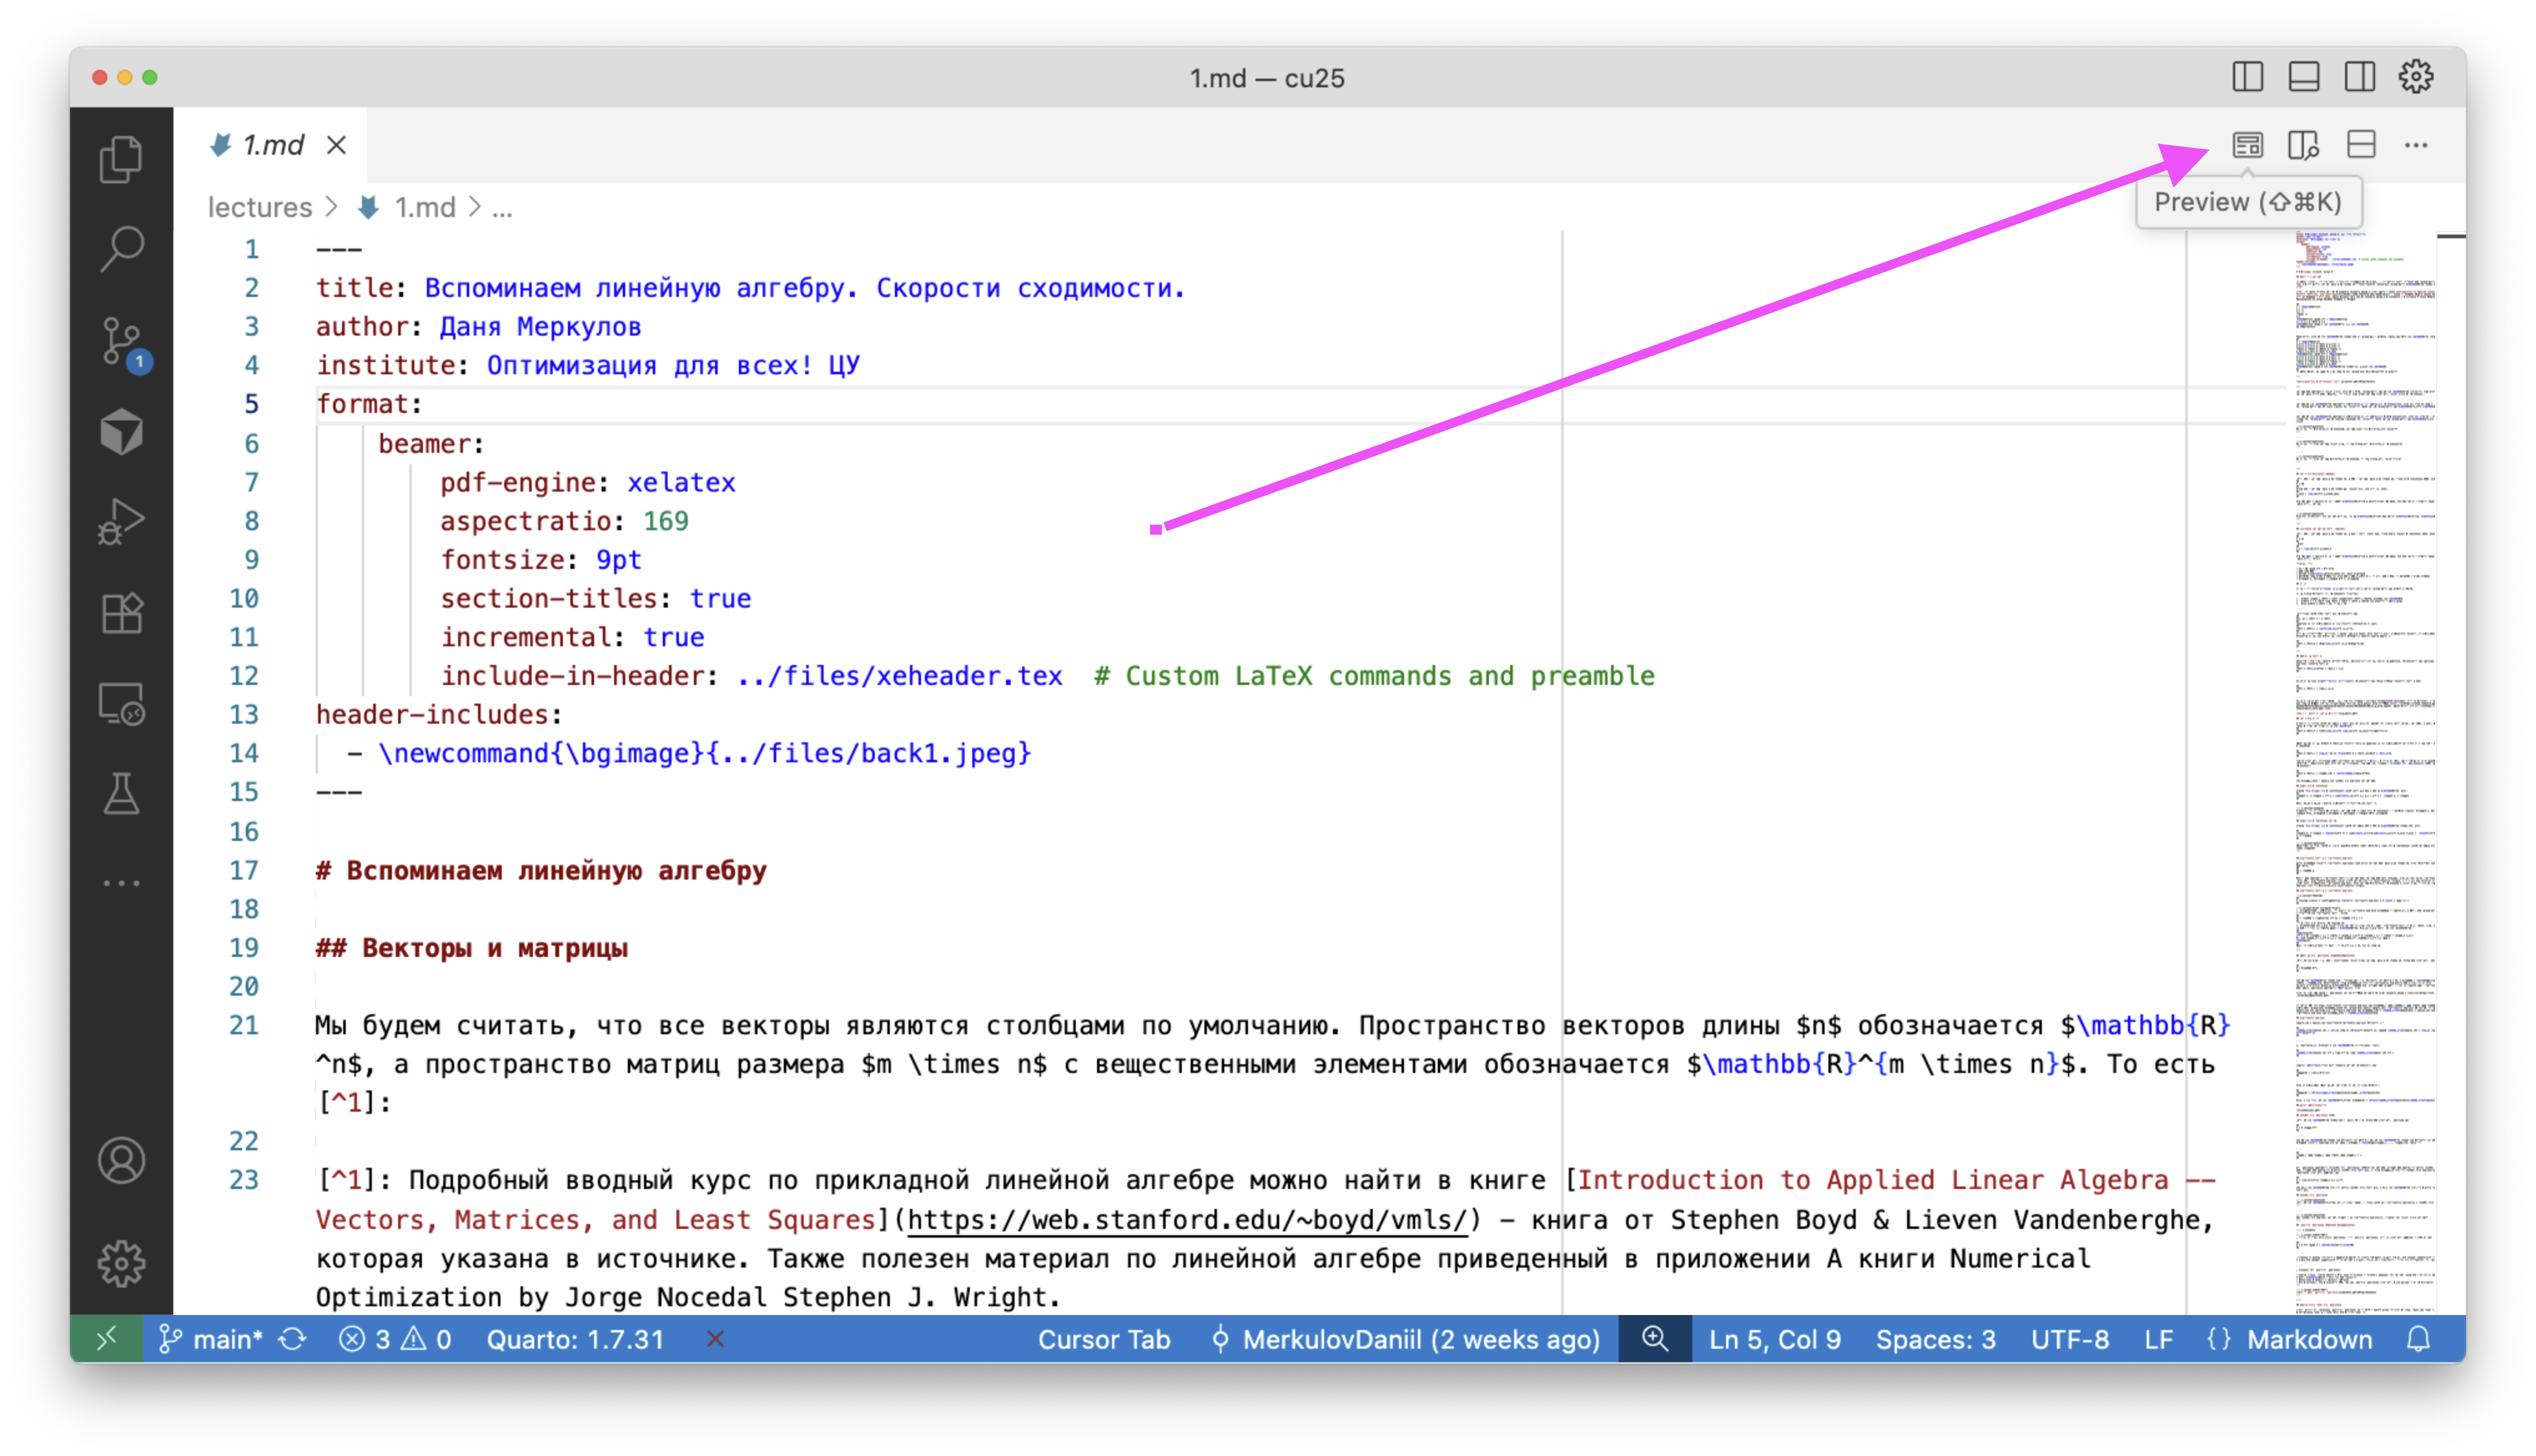 1.md — cu25
1.md
Preview (⇧⌘K)
lectures > 1.md > ...
1 ---
2 title: Вспоминаем линейную алгебру. Скорости сходимости.
3 author: Даня Меркулов
4 institute: Оптимизация для всех! ЦУ
5 format:
6 beamer:
7 pdf-engine: xelatex
8 aspectratio: 169
9 fontsize: 9pt
10 section-titles: true
11 incremental: true
12 include-in-header: ../files/xeheader.tex # Custom LaTeX commands and preamble
13 header-includes:
14 - \newcommand{\bgimage}{../files/back1.jpeg}
15 ---
16
17 # Вспоминаем линейную алгебру
18
19 ## Векторы и матрицы
20
21 Мы будем считать, что все векторы являются столбцами по умолчанию. Пространство векторов длины $n$ обозначается $\mathbb{R}
^n$, а пространство матриц размера $m \times n$ с вещественными элементами обозначается $\mathbb{R}^{m \times n}$. То есть
[^1]:
22
23 [^1]: Подробный вводный курс по прикладной линейной алгебре можно найти в книге [Introduction to Applied Linear Algebra --
Vectors, Matrices, and Least Squares](https://web.stanford.edu/~boyd/vmls/) - книга от Stephen Boyd & Lieven Vandenberghe,
которая указана в источнике. Также полезен материал по линейной алгебре приведенный в приложении А книги Numerical
Optimization by Jorge Nocedal Stephen J. Wright.
1
main* 3 0 Quarto: 1.7.31 Cursor Tab MerkulovDaniil (2 weeks ago) Ln 5, Col 9 Spaces: 3 UTF-8 LF {} Markdown